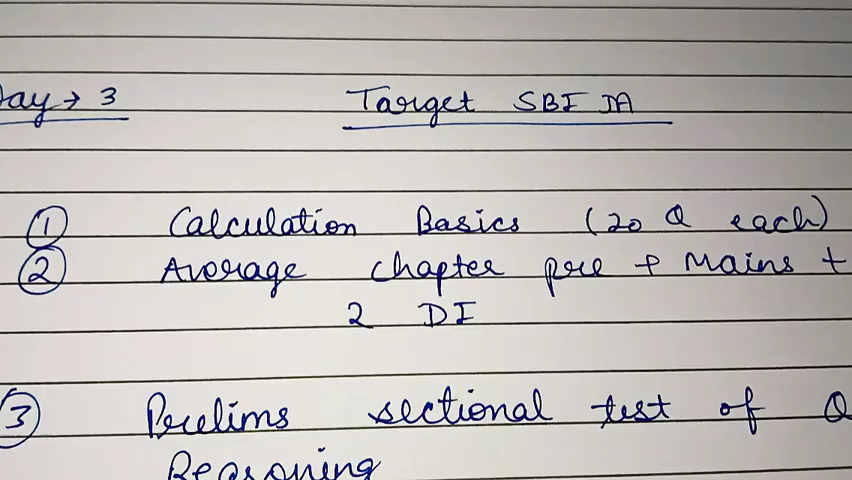 Day → 3
Target SBI JA
① Calculation Basics (20 Q each)
② Average chapter pre + Mains +
2 DI
③ Prelims sectional test of Q
Reasoning